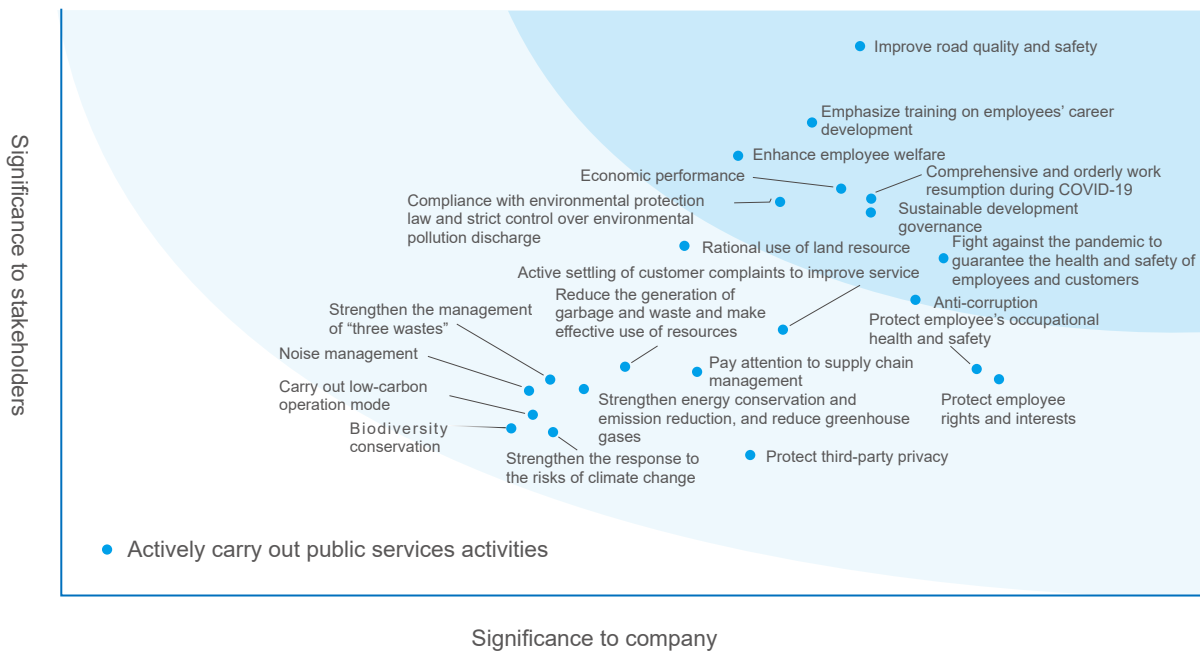 Significance to stakeholders
Improve road quality and safety
Emphasize training on employees’ career
development
Enhance employee welfare
Economic performance
Comprehensive and orderly work
resumption during COVID-19
Compliance with environmental protection
law and strict control over environmental
pollution discharge
Sustainable development
governance
Rational use of land resource
Fight against the pandemic to
guarantee the health and safety of
employees and customers
Active settling of customer complaints to improve service
Reduce the generation of
garbage and waste and make
effective use of resources
Anti-corruption
Strengthen the management
of “three wastes”
Protect employee’s occupational
health and safety
Noise management
Pay attention to supply chain
management
Carry out low-carbon
operation mode
Strengthen energy conservation and
emission reduction, and reduce greenhouse
gases
Protect employee
rights and interests
Biodiversity
conservation
Strengthen the response to
the risks of climate change
Protect third-party privacy
Actively carry out public services activities
Significance to company